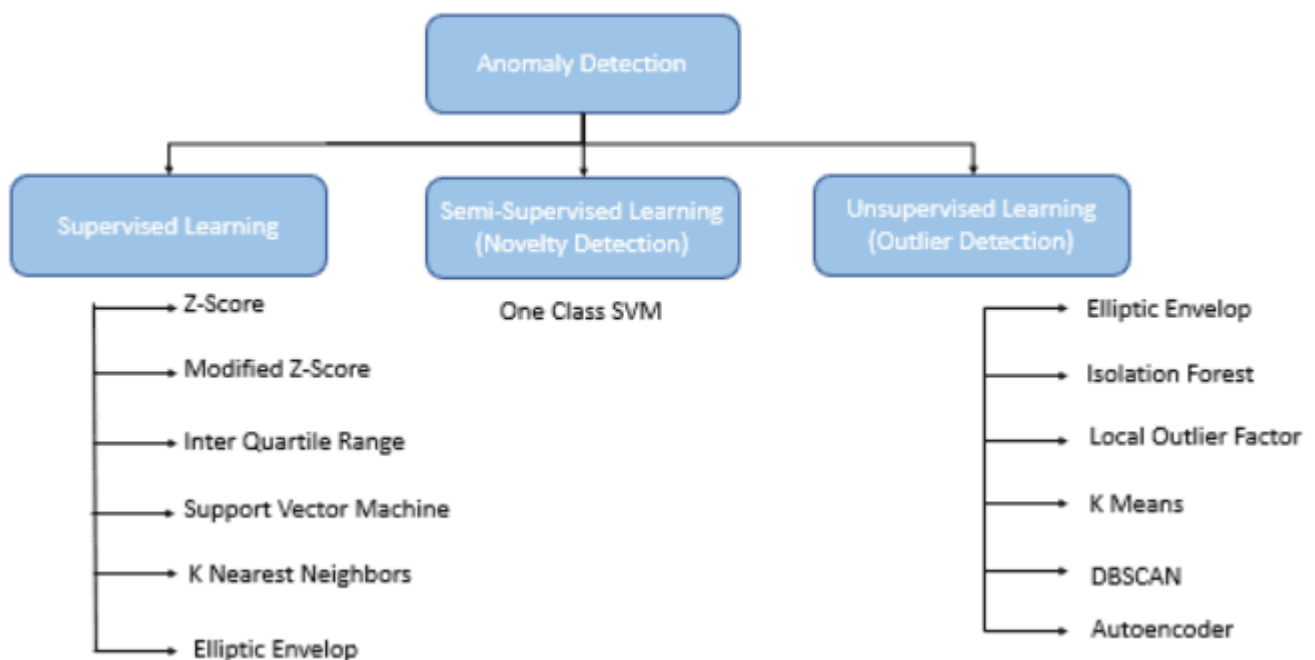 Anomaly Detection
Supervised Learning
Semi-Supervised Learning
(Novelty Detection)
Unsupervised Learning
(Outlier Detection)
Z-Score
Modified Z-Score
Inter Quartile Range
Support Vector Machine
K Nearest Neighbors
Elliptic Envelop
One Class SVM
Elliptic Envelop
Isolation Forest
Local Outlier Factor
K Means
DBSCAN
Autoencoder